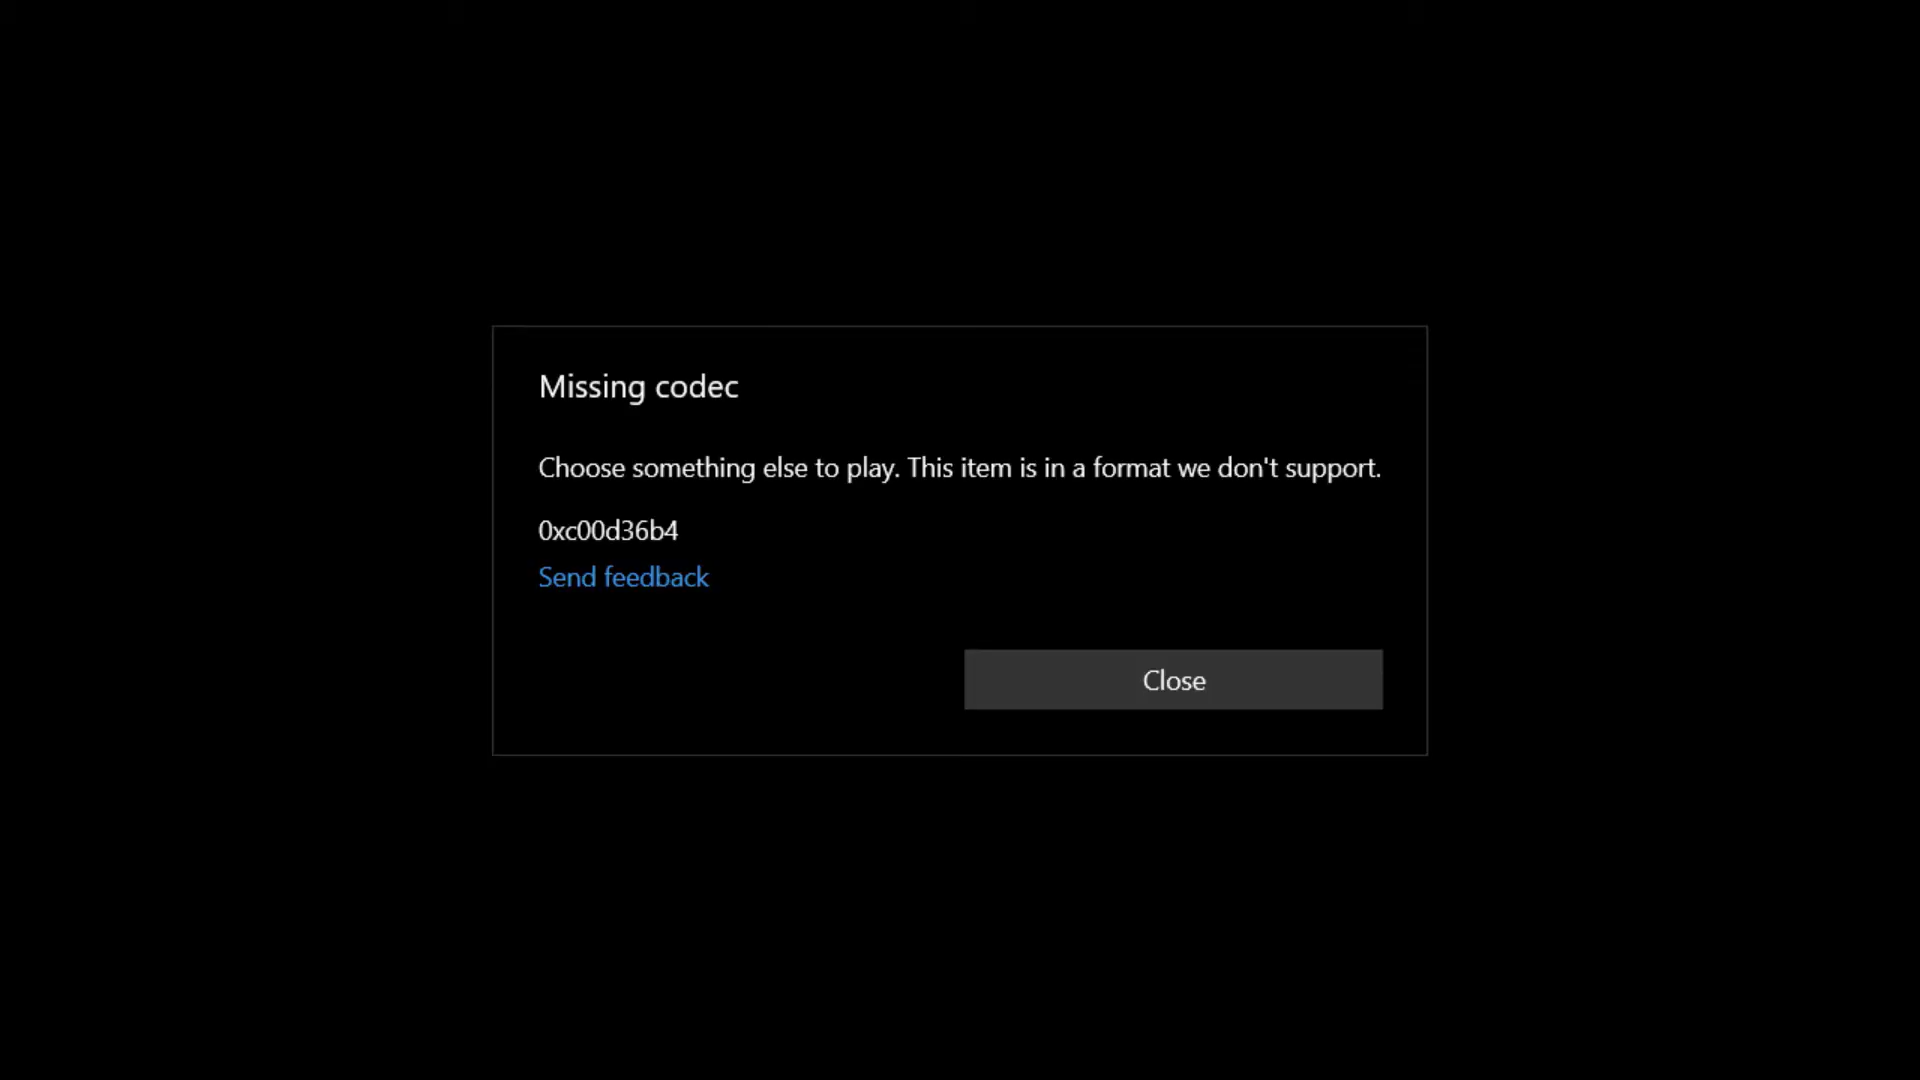 Missing codec
Choose something else to play. This item is in a format we don't support.
0xc00d36b4
Send feedback
Close